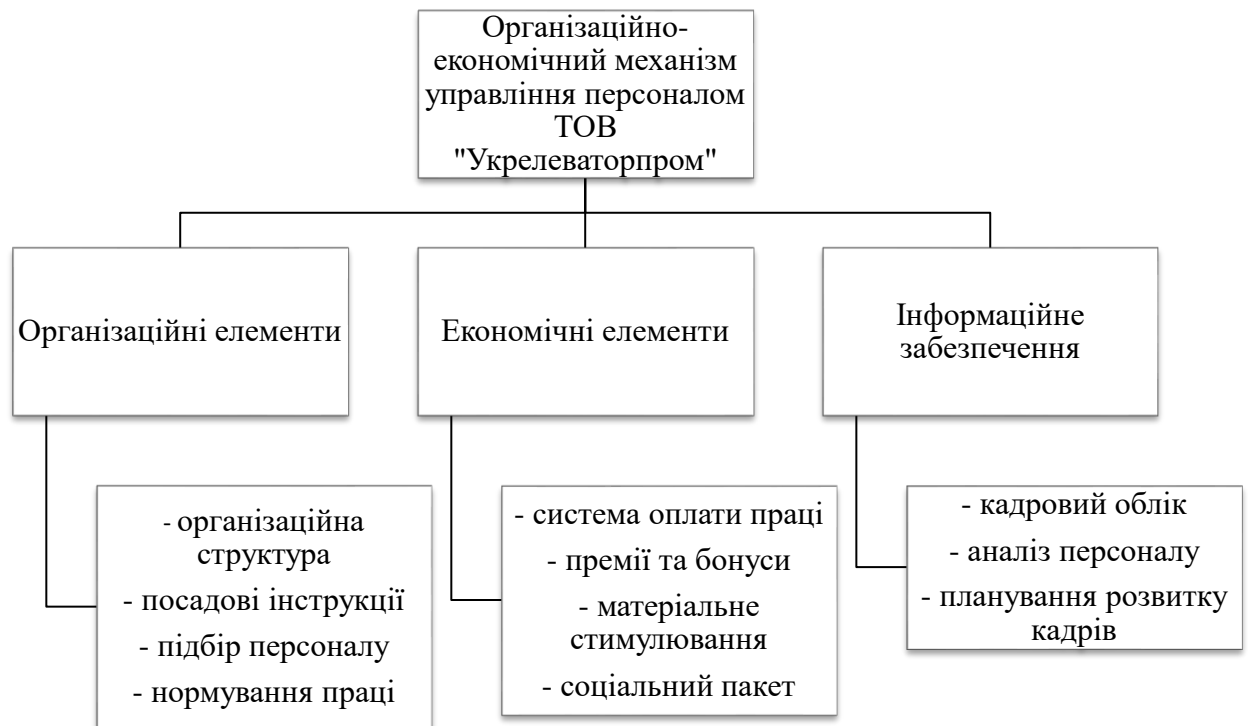 Організаційно-
економічний механізм
управління персоналом
ТОВ
"Укрелеваторпром"
Організаційні елементи
Економічні елементи
Інформаційне
забезпечення
- організаційна
структура
- посадові інструкції
- підбір персоналу
- нормування праці
- система оплати праці
- премії та бонуси
- матеріальне
стимулювання
- соціальний пакет
- кадровий облік
- аналіз персоналу
- планування розвитку
кадрів